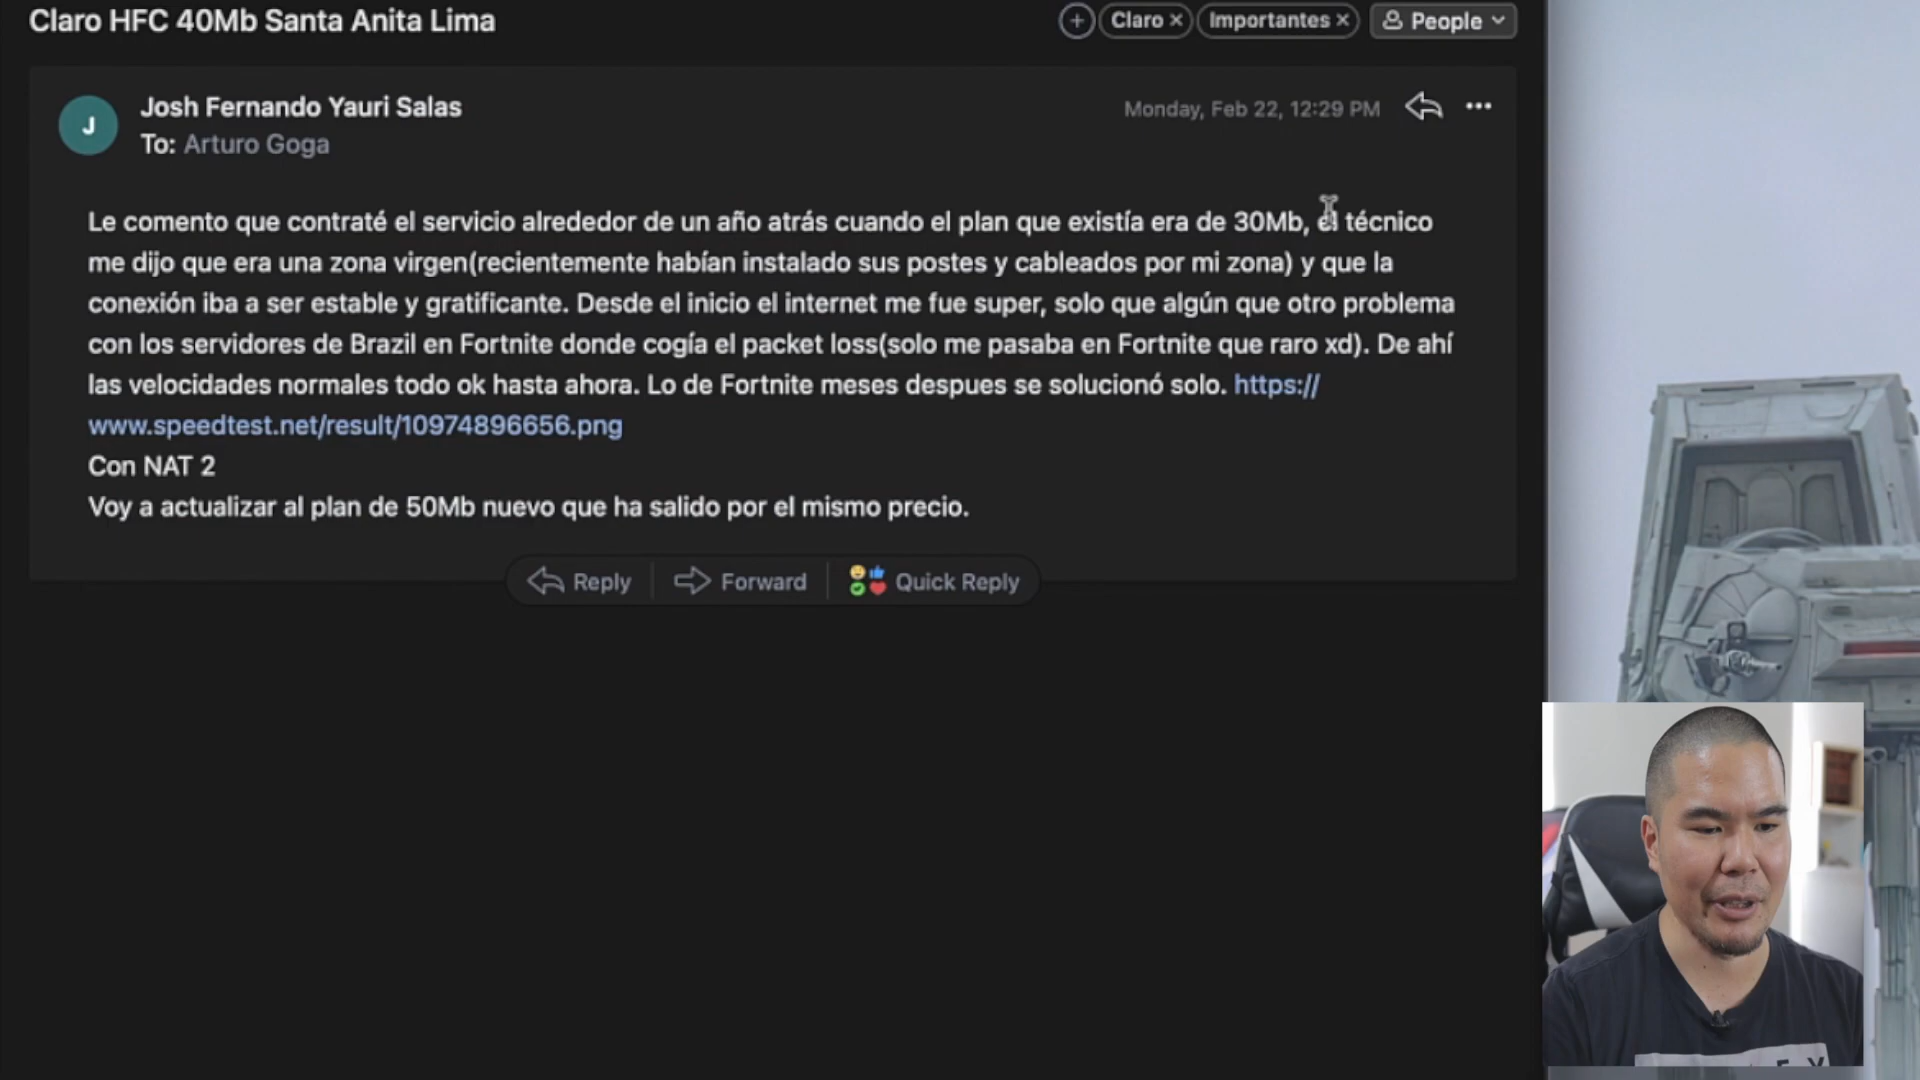 Claro HFC 40Mb Santa Anita Lima
Claro
Importantes
People
J
Josh Fernando Yauri Salas
Monday, Feb 22, 12:29 PM
To: Arturo Goga
Le comento que contraté el servicio alrededor de un año atrás cuando el plan que existía era de 30Mb, el técnico
me dijo que era una zona virgen(recientemente habían instalado sus postes y cableados por mi zona) y que la
conexión iba a ser estable y gratificante. Desde el inicio el internet me fue super, solo que algún que otro problema
con los servidores de Brazil en Fortnite donde cogía el packet loss(solo me pasaba en Fortnite que raro xd). De ahí
las velocidades normales todo ok hasta ahora. Lo de Fortnite meses despues se solucionó solo. https://
www.speedtest.net/result/10974896656.png
Con NAT 2
Voy a actualizar al plan de 50Mb nuevo que ha salido por el mismo precio.
Reply
Forward
Quick Reply